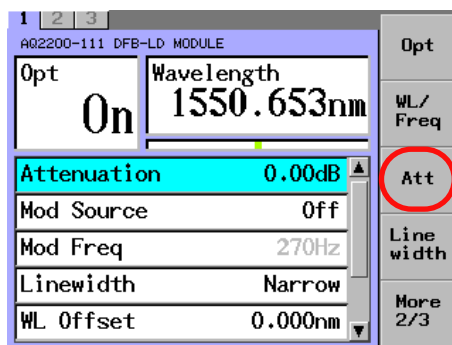 1 2 3
AQ2200-111 DFB-LD MODULE
Opt
On
Wavelength
1550.653nm
Attenuation 0.00dB
Mod Source Off
Mod Freq 270Hz
Linewidth Narrow
WL Offset 0.000nm
Opt
WL/
Freq
Att
Line
width
More
2/3